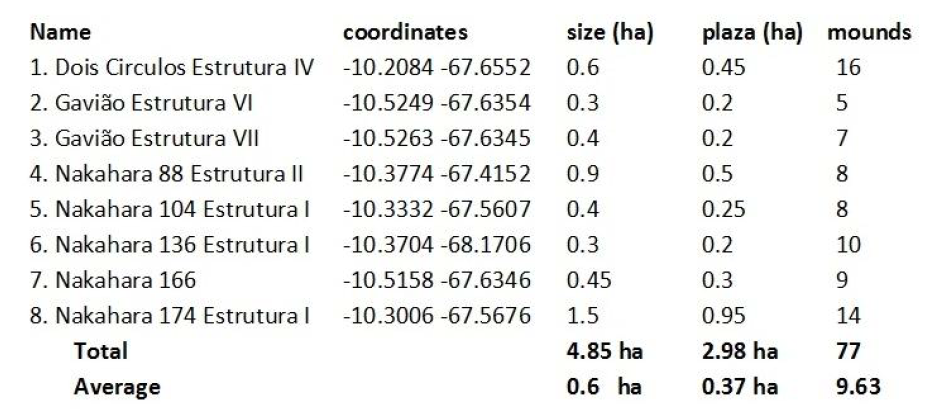 Name coordinates size (ha) plaza (ha) mounds
1. Dois Circulos Estrutura IV -10.2084 -67.6552 0.6 0.45 16
2. Gavião Estrutura VI -10.5249 -67.6354 0.3 0.2 5
3. Gavião Estrutura VII -10.5263 -67.6345 0.4 0.2 7
4. Nakahara 88 Estrutura II -10.3774 -67.4152 0.9 0.5 8
5. Nakahara 104 Estrutura I -10.3332 -67.5607 0.4 0.25 8
6. Nakahara 136 Estrutura I -10.3704 -68.1706 0.3 0.2 10
7. Nakahara 166 -10.5158 -67.6346 0.45 0.3 9
8. Nakahara 174 Estrutura I -10.3006 -67.5676 1.5 0.95 14
Total 4.85 ha 2.98 ha 77
Average 0.6 ha 0.37 ha 9.63